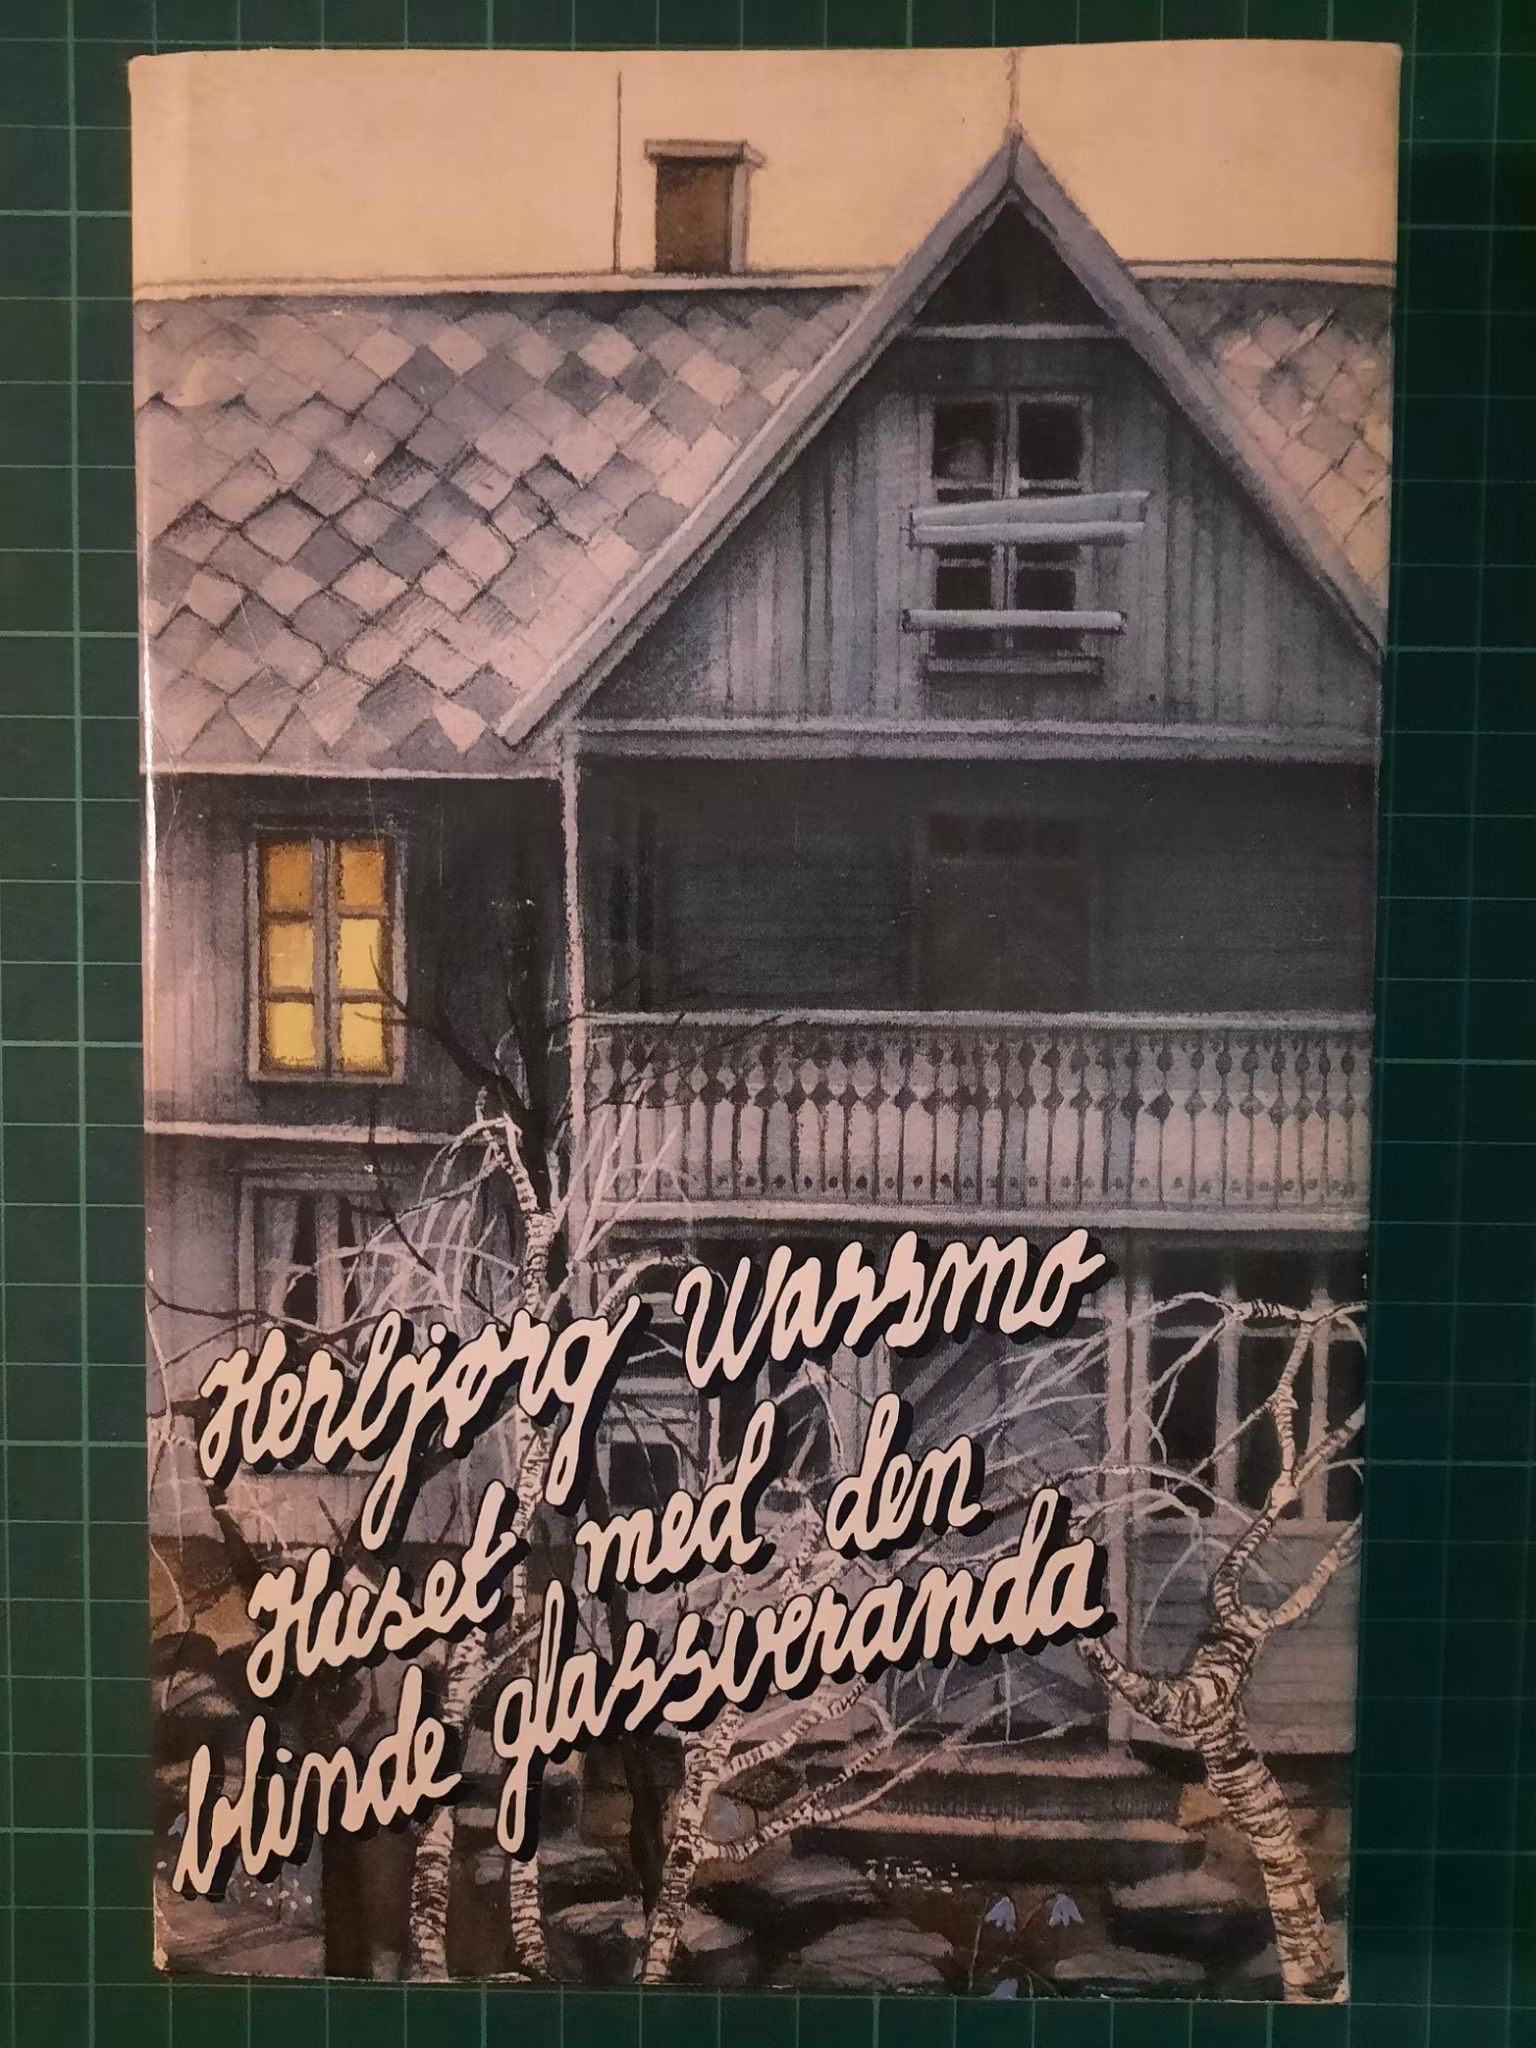 Herbjørg Wassmo
Huset med den
blinde glassveranda